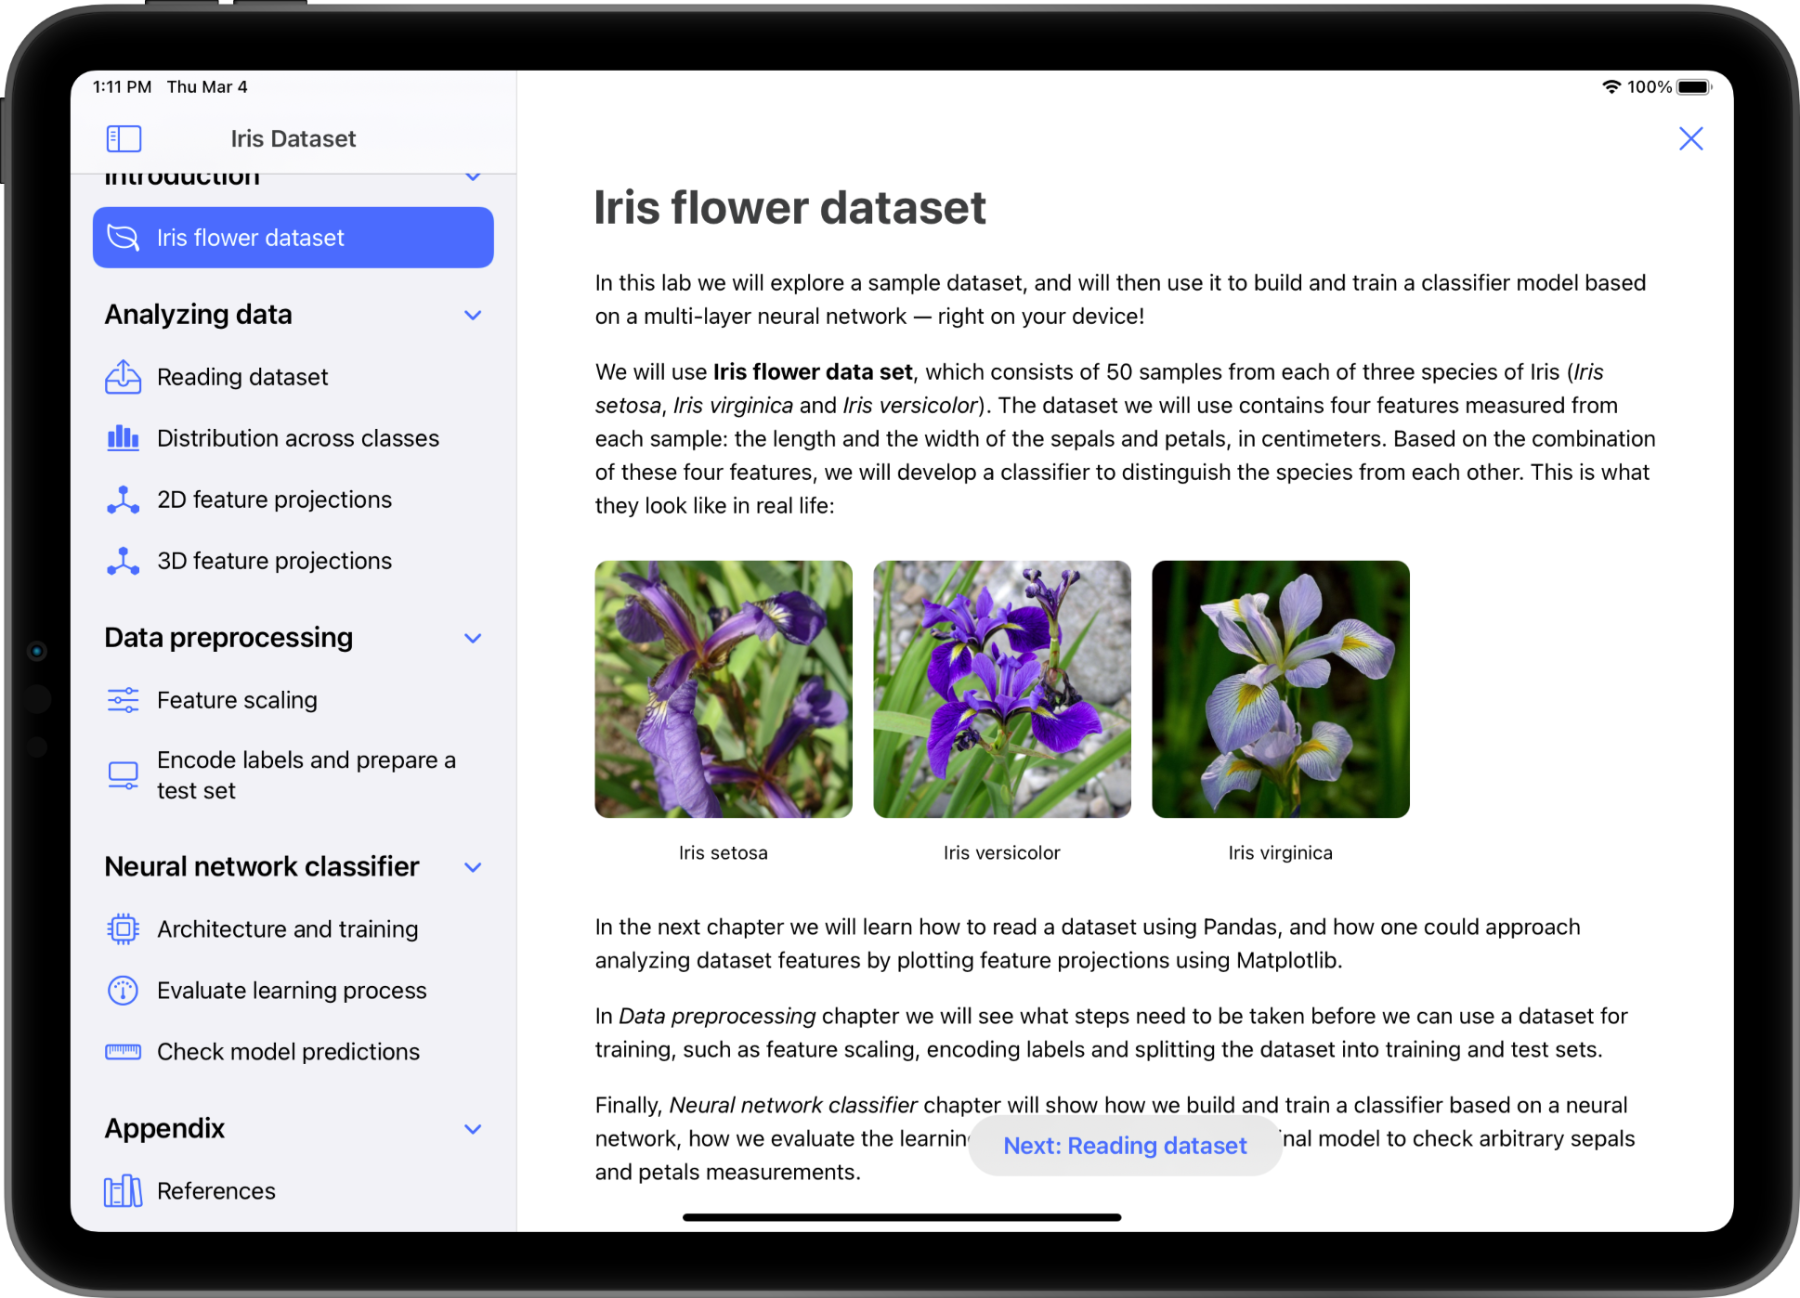 1:11 PM Thu Mar 4
100%
Iris Dataset
Introduction
Iris flower dataset
Analyzing data
Reading dataset
Distribution across classes
2D feature projections
3D feature projections
Data preprocessing
Feature scaling
Encode labels and prepare a
test set
Neural network classifier
Architecture and training
Evaluate learning process
Check model predictions
Appendix
References
Iris flower dataset
In this lab we will explore a sample dataset, and will then use it to build and train a classifier model based
on a multi-layer neural network — right on your device!
We will use Iris flower data set, which consists of 50 samples from each of three species of Iris (Iris
setosa, Iris virginica and Iris versicolor). The dataset we will use contains four features measured from
each sample: the length and the width of the sepals and petals, in centimeters. Based on the combination
of these four features, we will develop a classifier to distinguish the species from each other. This is what
they look like in real life:
Iris setosa
Iris versicolor
Iris virginica
In the next chapter we will learn how to read a dataset using Pandas, and how one could approach
analyzing dataset features by plotting feature projections using Matplotlib.
In Data preprocessing chapter we will see what steps need to be taken before we can use a dataset for
training, such as feature scaling, encoding labels and splitting the dataset into training and test sets.
Finally, Neural network classifier chapter will show how we build and train a classifier based on a neural
network, how we evaluate the model to check arbitrary sepals
and petals measurements.
Next: Reading dataset